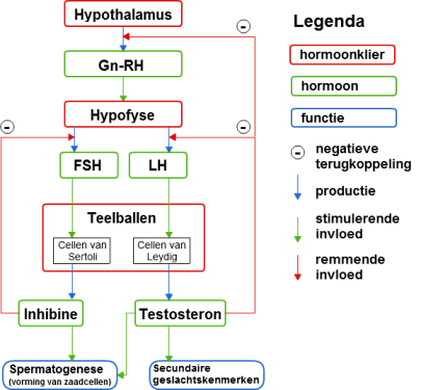 Hypothalamus
-
Gn-RH
Hypofyse
-
-
FSH
LH
Teelballen
Cellen van
Sertoli
Cellen van
Leydig
Inhibine
Testosteron
Spermatogenese
(vorming van zaadcellen)
Secundaire
geslachtskenmerken
Legenda
hormoonklier
hormoon
functie
-
negatieve
terugkoppeling
productie
stimulerende
invloed
remmende
invloed